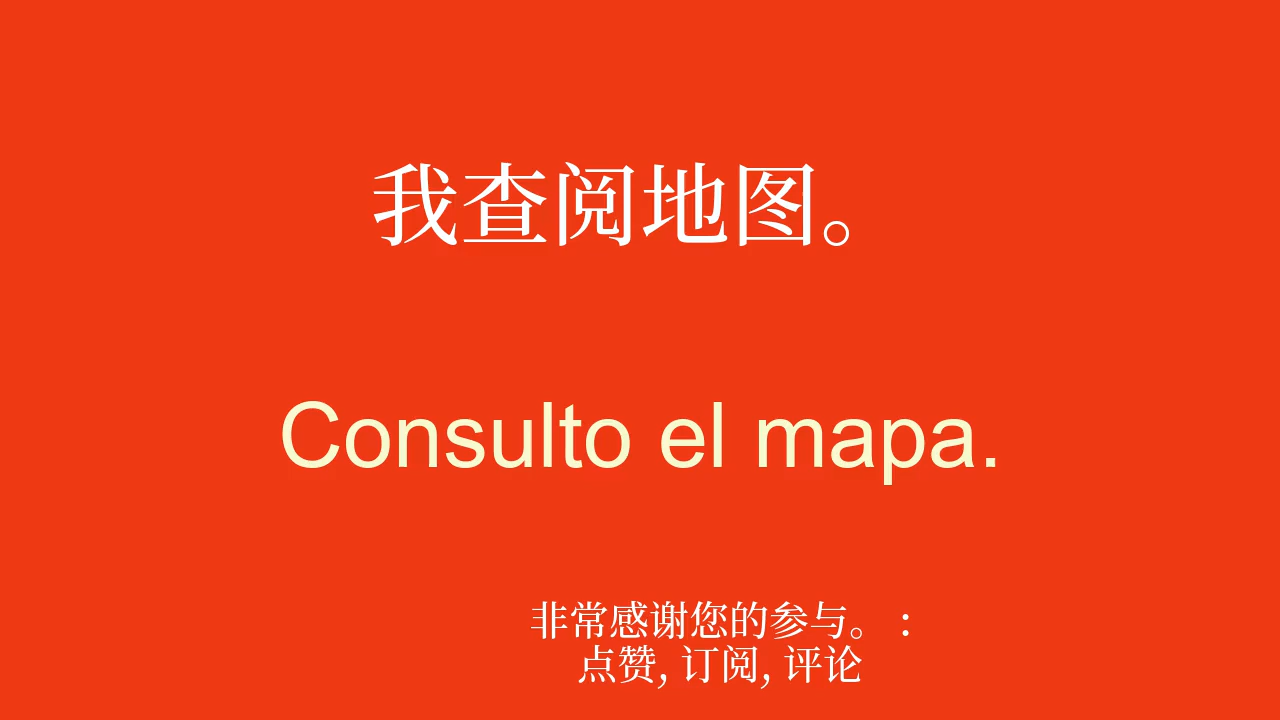 我查阅地图。
Consulto el mapa.
非常感谢您的参与。 :
点赞, 订阅, 评论